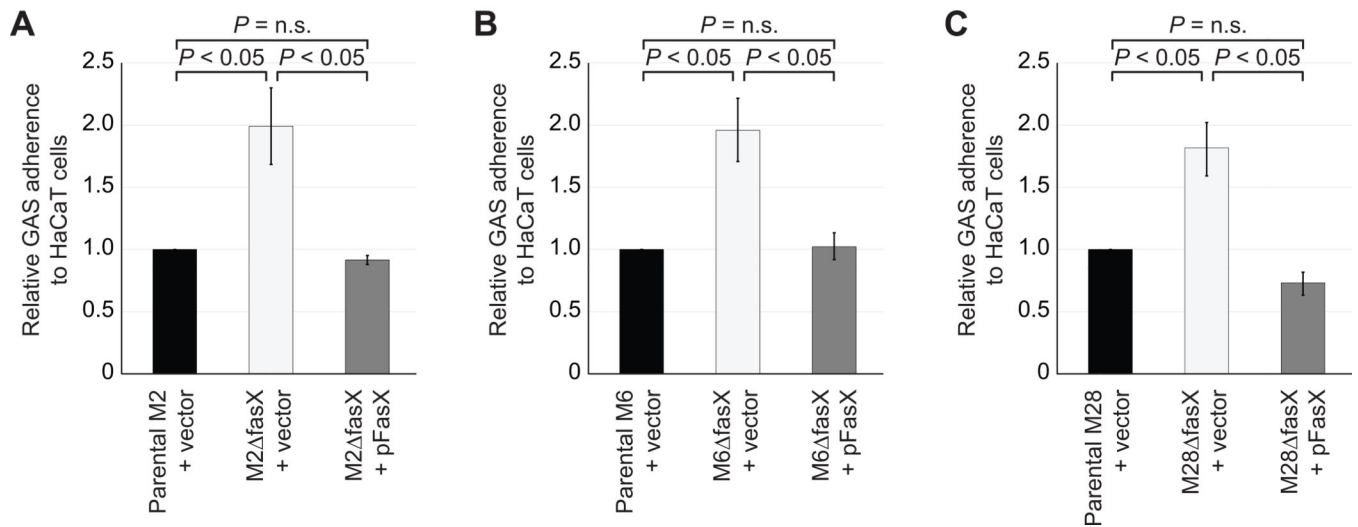 A
P = n.s.
P < 0.05 P < 0.05
2.5
2.0
1.5
1.0
0.5
0
Relative GAS adherence
to HaCaT cells
Parental M2
+ vector
M2ΔfasX
+ vector
M2ΔfasX
+ pFasX
B
P = n.s.
P < 0.05 P < 0.05
2.5
2.0
1.5
1.0
0.5
0
Relative GAS adherence
to HaCaT cells
Parental M6
+ vector
M6ΔfasX
+ vector
M6ΔfasX
+ pFasX
C
P = n.s.
P < 0.05 P < 0.05
2.5
2.0
1.5
1.0
0.5
0
Relative GAS adherence
to HaCaT cells
Parental M28
+ vector
M28ΔfasX
+ vector
M28ΔfasX
+ pFasX